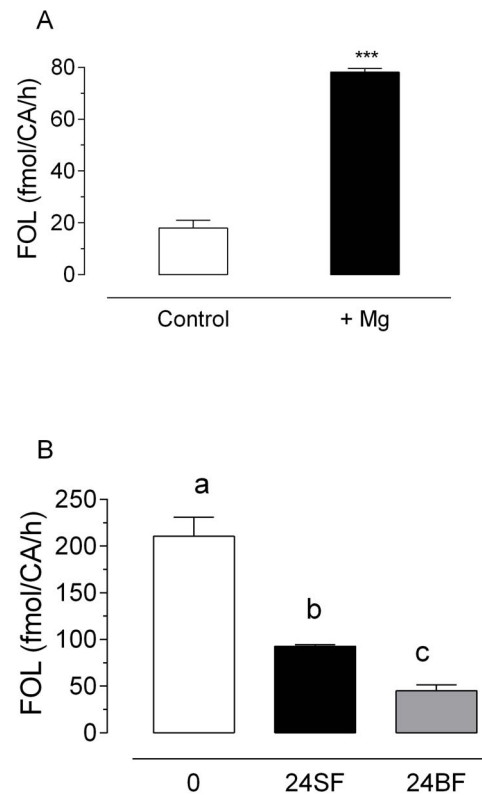 A
FOL (fmol/CA/h)
80
60
40
20
0
***
Control
+ Mg
B
FOL (fmol/CA/h)
250
200
150
100
50
0
a
b
c
0
24SF
24BF